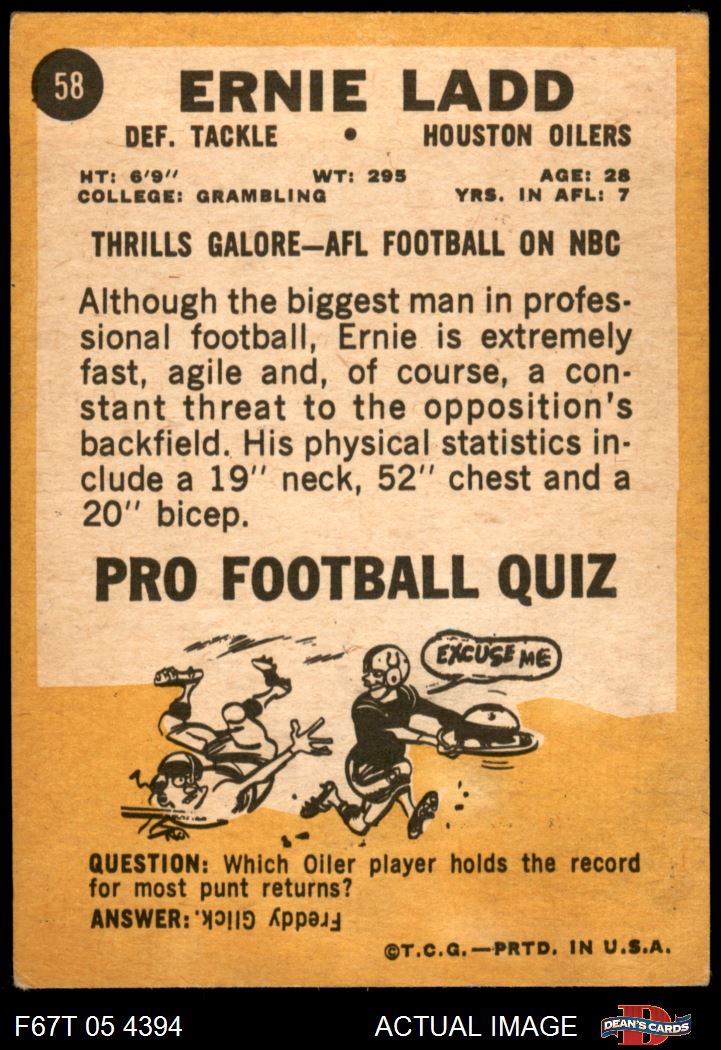 58
ERNIE LADD
DEF. TACKLE • HOUSTON OILERS
HT: 6'9" WT: 295 AGE: 28
COLLEGE: GRAMBLING YRS. IN AFL: 7
THRILLS GALORE—AFL FOOTBALL ON NBC
Although the biggest man in profes-
sional football, Ernie is extremely
fast, agile and, of course, a con-
stant threat to the opposition's
backfield. His physical statistics in-
clude a 19" neck, 52" chest and a
20" bicep.
PRO FOOTBALL QUIZ
EXCUSE ME
QUESTION: Which Oiler player holds the record
for most punt returns?
ANSWER: Freddy Glick.
©T.C.G.—PRTD. IN U.S.A.
F67T 05 4394 ACTUAL IMAGE D DEAN'S CARDS